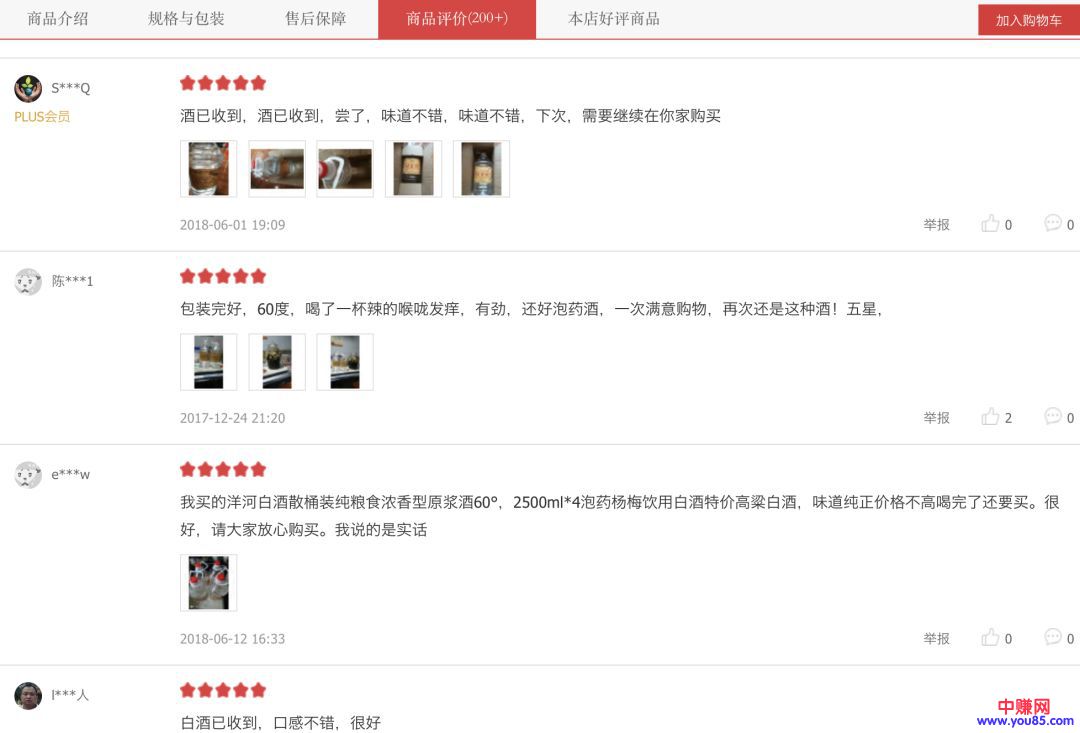 商品介绍 规格与包装 售后保障 商品评价(200+) 本店好评商品 加入购物车
S***Q
PLUS会员
酒已收到，酒已收到，尝了，味道不错，味道不错，下次，需要继续在你家购买
2018-06-01 19:09 举报 0 0
陈***1
包装完好，60度，喝了一杯辣的喉咙发痒，有劲，还好泡药酒，一次满意购物，再次还是这种酒！五星，
2017-12-24 21:20 举报 2 0
e***w
我买的洋河白酒散桶装纯粮食浓香型原浆酒60°，2500ml*4泡药杨梅饮用白酒特价高粱白酒，味道纯正价格不高喝完了还要买。很
好，请大家放心购买。我说的是实话
2018-06-12 16:33 举报 0 0
l***人
白酒已收到，口感不错，很好
中赚网
www.you85.com